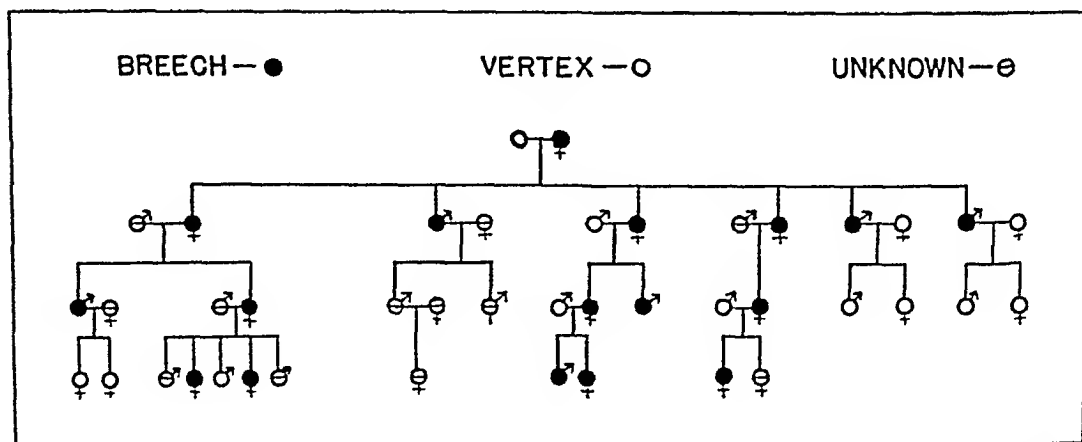 BREECH — VERTEX — UNKNOWN —